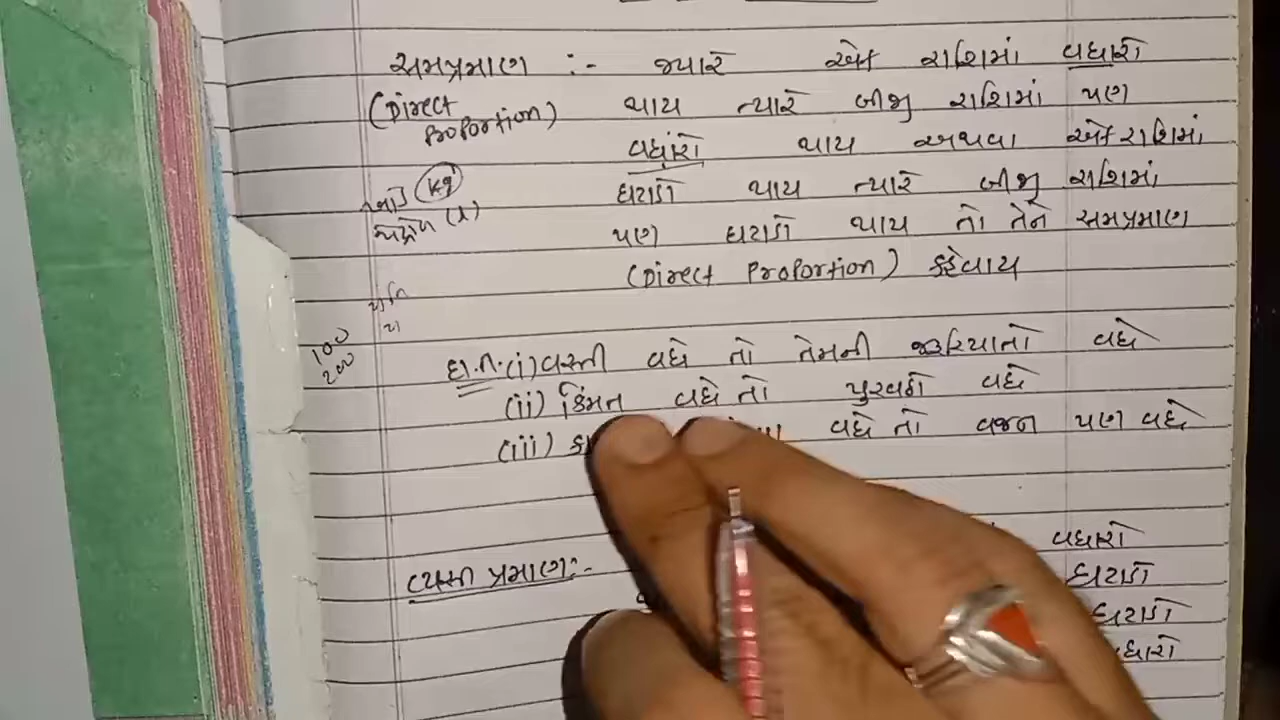 સમપ્રમાણ :- જ્યારે એક રાશિમાં વધારો
(Direct Proportion) થાય ત્યારે બીજી રાશિમાં પણ
વધારો થાય અથવા એક રાશિમાં
ઘટાડો થાય ત્યારે બીજી રાશિમાં
પણ ઘટાડો થાય તો તેને સમપ્રમાણ
(Direct Proportion) કહેવાય
kg
(l)
100
200
દા.ત. (i) વસ્તી વધે તો તેમની જરૂરિયાતો વધે
(ii) કિંમત વધે તો પુરવઠો વધે
(iii) વધે તો વજન પણ વધે
વ્યસ્ત પ્રમાણ:- વધારો
ઘટાડો
ઘટાડો